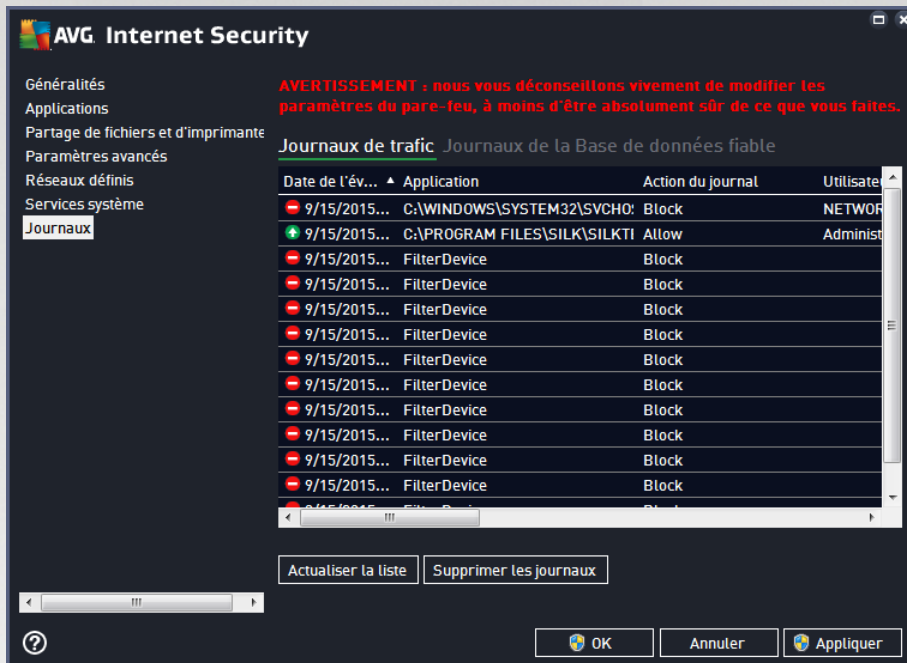 AVG Internet Security
Généralités
Applications
Partage de fichiers et d'imprimante
Paramètres avancés
Réseaux définis
Services système
Journaux
AVERTISSEMENT : nous vous déconseillons vivement de modifier les
paramètres du pare-feu, à moins d'être absolument sûr de ce que vous faites.
Journaux de trafic Journaux de la Base de données fiable
Date de l'év... Application Action du journal Utilisateu
9/15/2015... C:\WINDOWS\SYSTEM32\SVCHO Block NETWOR
9/15/2015... C:\PROGRAM FILES\SILK\SILKTI Allow Administ
9/15/2015... FilterDevice Block
9/15/2015... FilterDevice Block
9/15/2015... FilterDevice Block
9/15/2015... FilterDevice Block
9/15/2015... FilterDevice Block
9/15/2015... FilterDevice Block
9/15/2015... FilterDevice Block
9/15/2015... FilterDevice Block
9/15/2015... FilterDevice Block
9/15/2015... FilterDevice Block
Actualiser la liste Supprimer les journaux
OK Annuler Appliquer